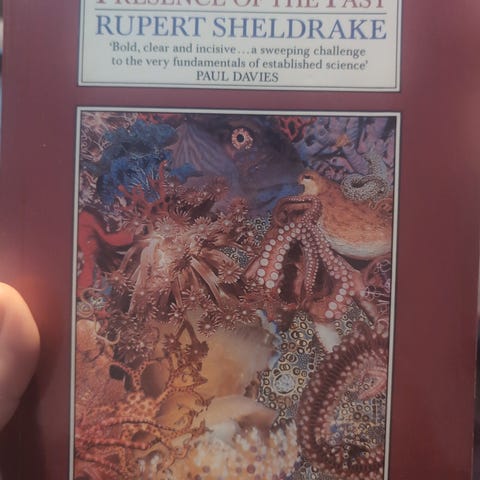 PRESENCE OF THE PAST
RUPERT SHELDRAKE
'Bold, clear and incisive...a sweeping challenge
to the very fundamentals of established science'
PAUL DAVIES